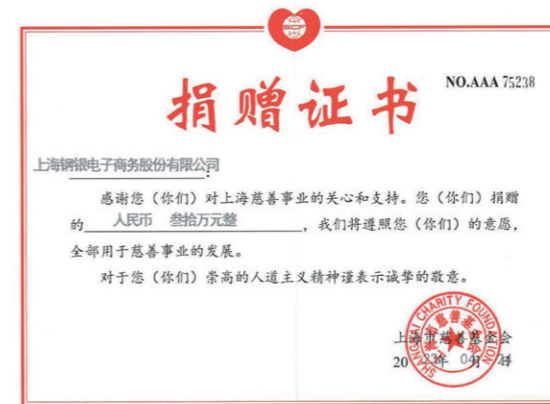 NO.AAA 75238
捐赠证书
上海钢银电子商务股份有限公司:
感谢您（你们）对上海慈善事业的关心和支持。您（你们）捐赠
的 人民币 叁拾万元整 ，我们将遵照您（你们）的意愿，
全部用于慈善事业的发展。
对于您（你们）崇高的人道主义精神谨表示诚挚的敬意。
上海市慈善基金会
SHANGHAI CHARITY FOUNDATION